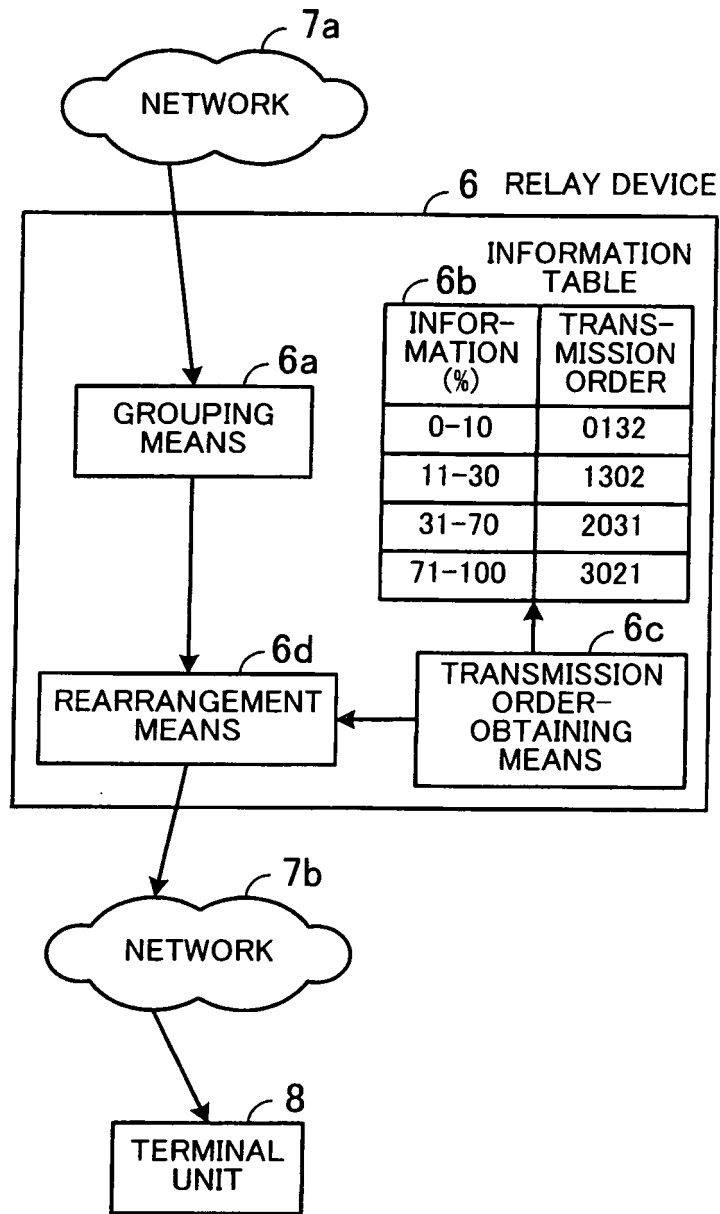 7a
NETWORK
6 RELAY DEVICE
INFORMATION
TABLE
6b
INFOR-
MATION
(%)
TRANS-
MISSION
ORDER
0-10 0132
11-30 1302
31-70 2031
71-100 3021
6a
GROUPING
MEANS
6c
TRANSMISSION
ORDER-
OBTAINING
MEANS
6d
REARRANGEMENT
MEANS
7b
NETWORK
8
TERMINAL
UNIT